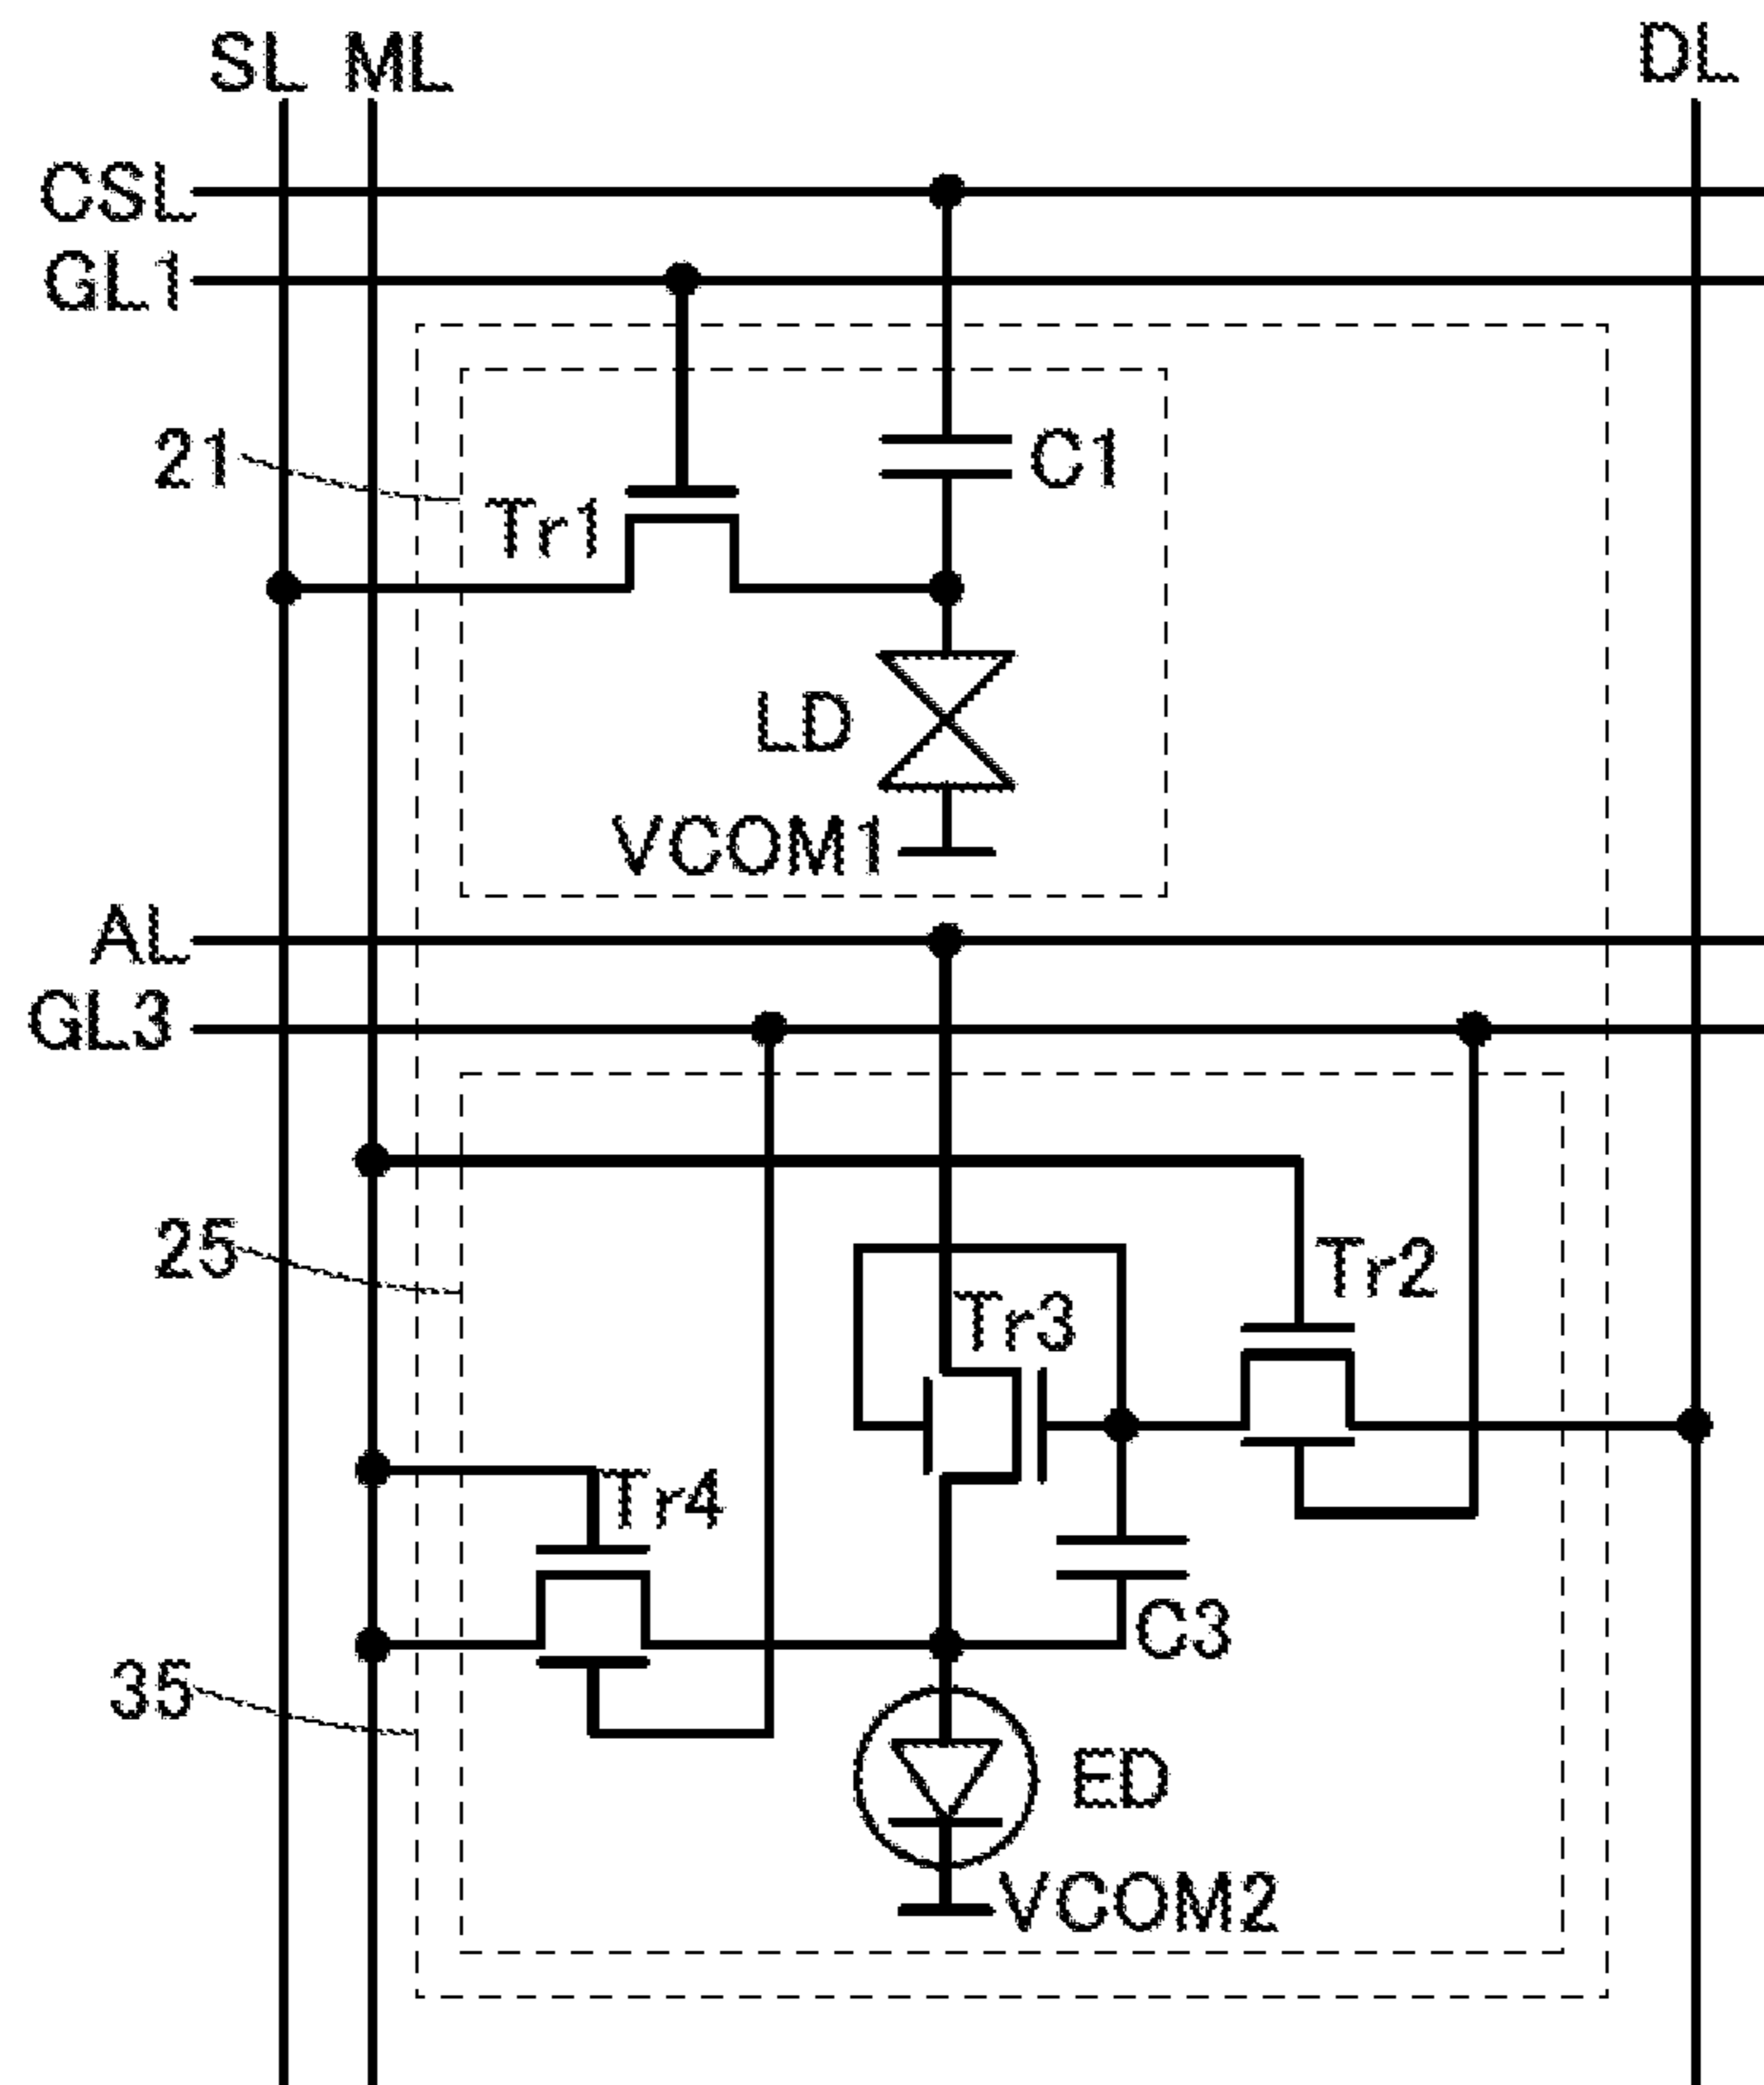 SL ML DL
CSL
GL1
21
C1
Tr1
LD
VCOM1
AL
GL3
25
Tr2
Tr3
Tr4
C3
35
ED
VCOM2